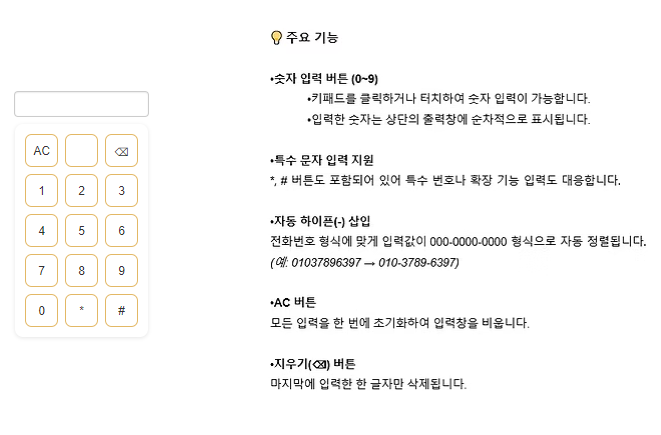 💡 주요 기능
AC ⌫
1 2 3
4 5 6
7 8 9
0 * #
•숫자 입력 버튼 (0~9)
•키패드를 클릭하거나 터치하여 숫자 입력이 가능합니다.
•입력한 숫자는 상단의 출력창에 순차적으로 표시됩니다.
•특수 문자 입력 지원
*, # 버튼도 포함되어 있어 특수 번호나 확장 기능 입력도 대응합니다.
•자동 하이픈(-) 삽입
전화번호 형식에 맞게 입력값이 000-0000-0000 형식으로 자동 정렬됩니다.
(예: 01037896397 → 010-3789-6397)
•AC 버튼
모든 입력을 한 번에 초기화하여 입력창을 비웁니다.
•지우기(⌫) 버튼
마지막에 입력한 한 글자만 삭제됩니다.